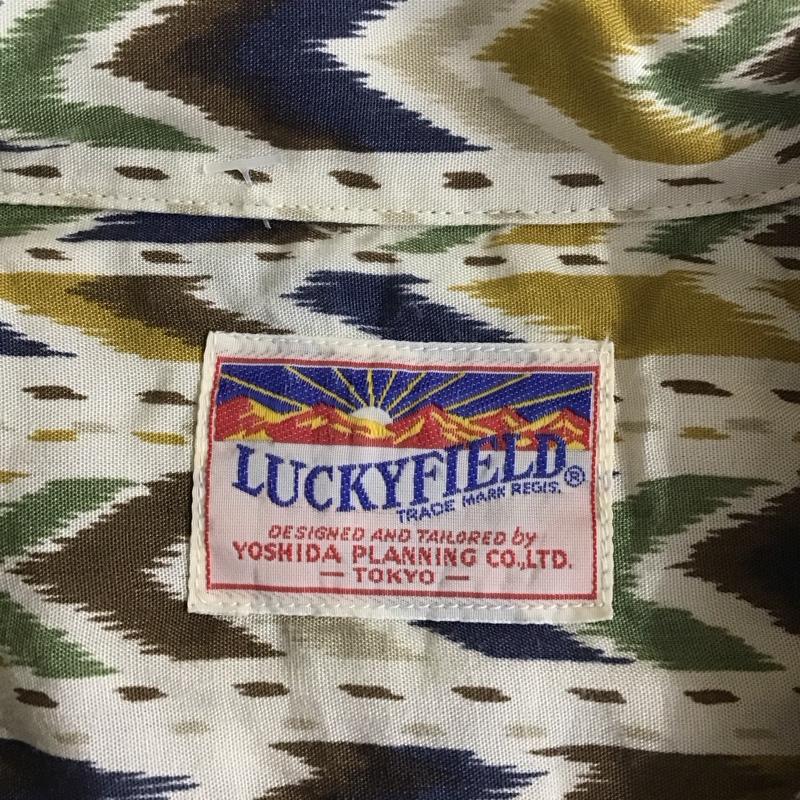 LUCKYFIELD®
TRADE MARK REGIS.
DESIGNED AND TAILORED by
YOSHIDA PLANNING CO.,LTD.
— TOKYO —